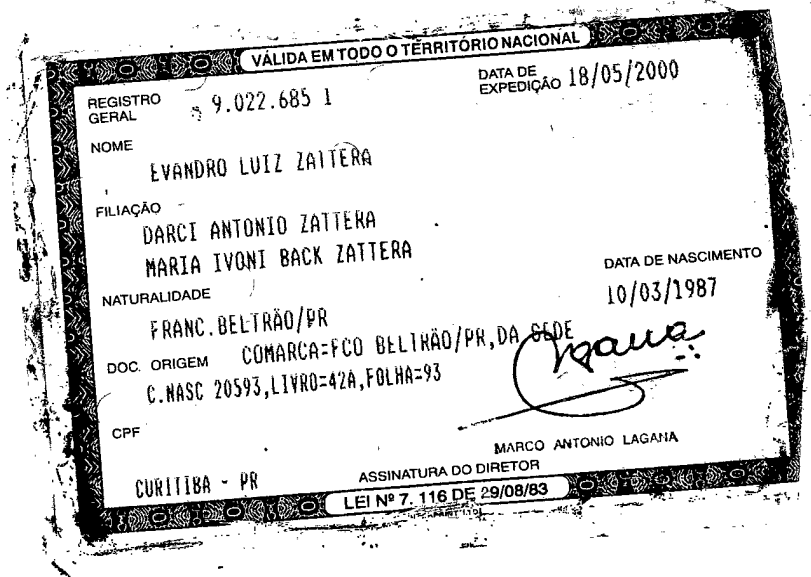 VÁLIDA EM TODO O TERRITÓRIO NACIONAL
REGISTRO GERAL 9.022.685 1 DATA DE EXPEDIÇÃO 18/05/2000
NOME
EVANDRO LUIZ ZATTERA
FILIAÇÃO
DARCI ANTONIO ZATTERA
MARIA IVONI BACK ZATTERA
NATURALIDADE DATA DE NASCIMENTO
FRANC.BELTRÃO/PR 10/03/1987
DOC. ORIGEM COMARCA=FCO BELTRÃO/PR,DA SEDE
C.NASC 20593,LIVRO=42A,FOLHA=93
CPF
MARCO ANTONIO LAGANA
CURITIBA - PR ASSINATURA DO DIRETOR
LEI Nº 7. 116 DE 29/08/83